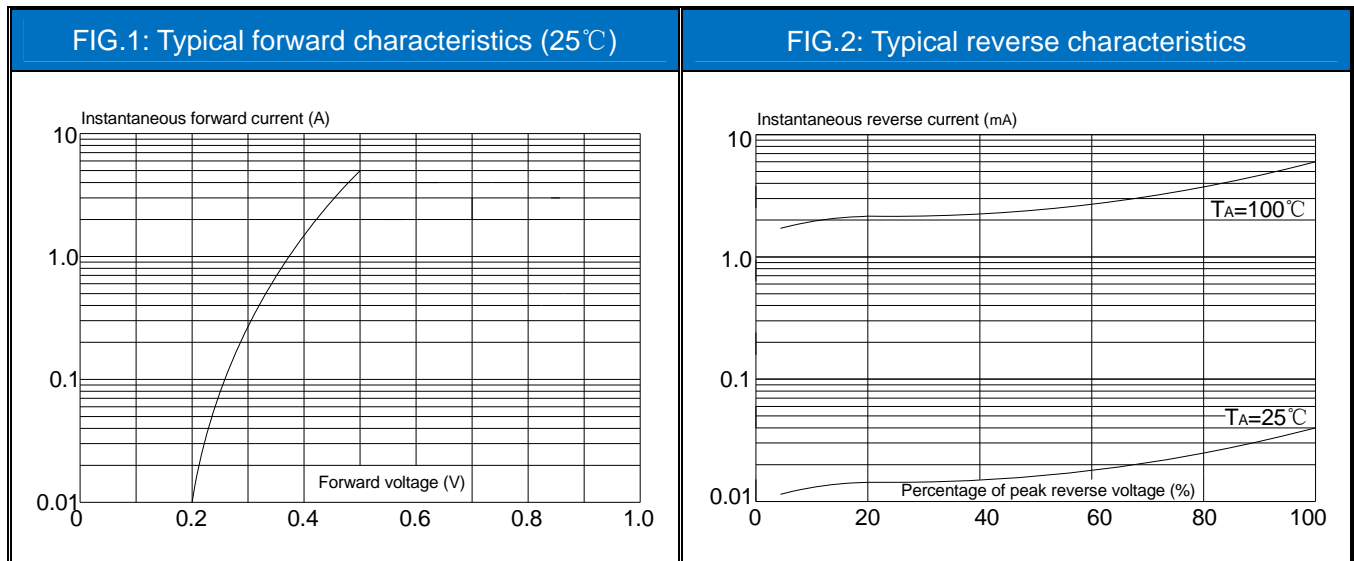 FIG.1: Typical forward characteristics (25℃)
Instantaneous forward current (A)
10
1.0
0.1
0.01
Forward voltage (V)
0 0.2 0.4 0.6 0.8 1.0
FIG.2: Typical reverse characteristics
Instantaneous reverse current (mA)
10
TA=100℃
1.0
0.1
TA=25℃
0.01
Percentage of peak reverse voltage (%)
0 20 40 60 80 100